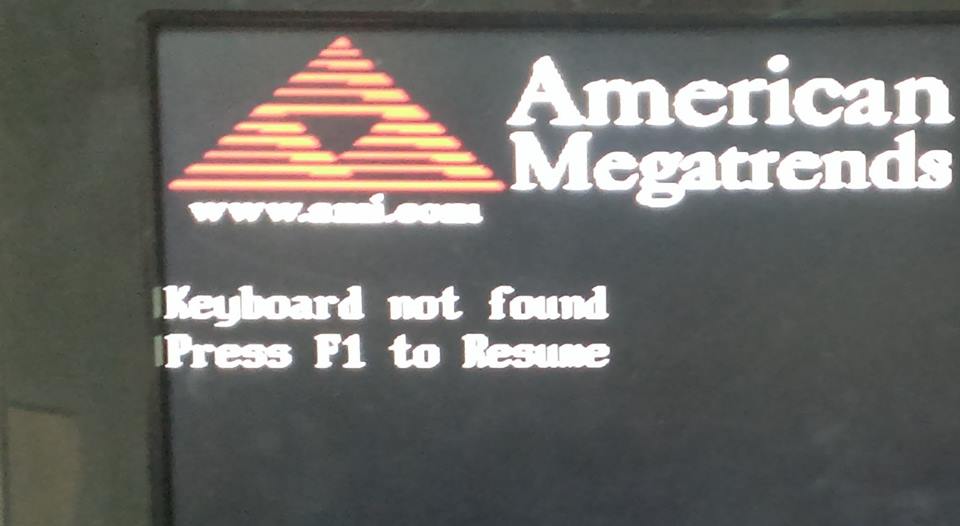 American
Megatrends
www.ami.com
Keyboard not found
Press F1 to Resume